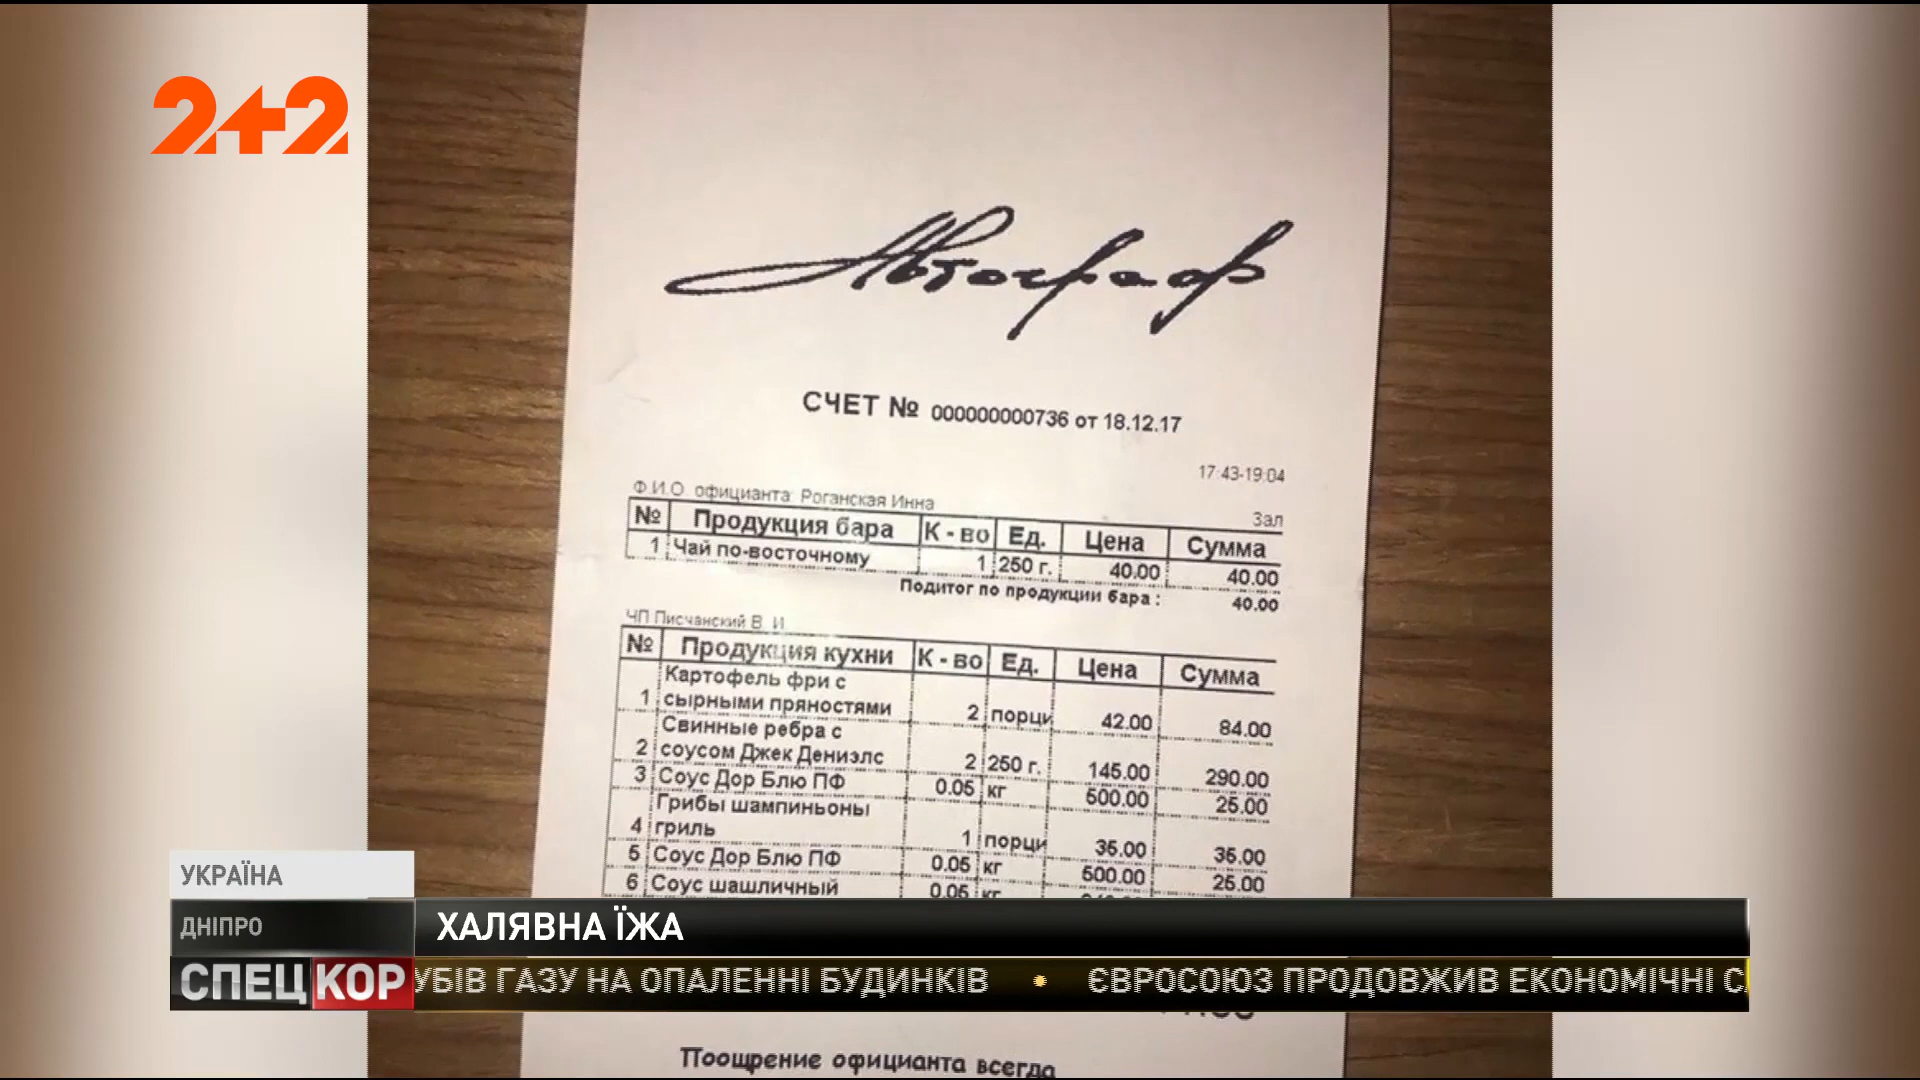 2+2
Автограф
СЧЕТ № 000000000736 от 18.12.17
17:43-19:04
Ф.И.О. официанта: Роганская Инна
Зал
№ Продукция бара К - во Ед. Цена Сумма
1 Чай по-восточному 1 250 г. 40.00 40.00
Подитог по продукции бара : 40.00
ЧП Писчанский В. И.
№ Продукция кухни К - во Ед. Цена Сумма
Картофель фри с
1 сырными пряностями 2 порци 42.00 84.00
Свинные ребра с
2 соусом Джек Дениэлс 2 250 г. 145.00 290.00
3 Соус Дор Блю ПФ 0.05 кг 500.00 25.00
Грибы шампиньоны
4 гриль 1 порци 35.00 35.00
5 Соус Дор Блю ПФ 0.05 кг 500.00 25.00
6 Соус шашличный 0.05 кг
УКРАЇНА
ДНІПРО
ХАЛЯВНА ЇЖА
СПЕЦКОР
УБІВ ГАЗУ НА ОПАЛЕННІ БУДИНКІВ • ЄВРОСОЮЗ ПРОДОВЖИВ ЕКОНОМІЧНІ
Поощрение официанта всегда